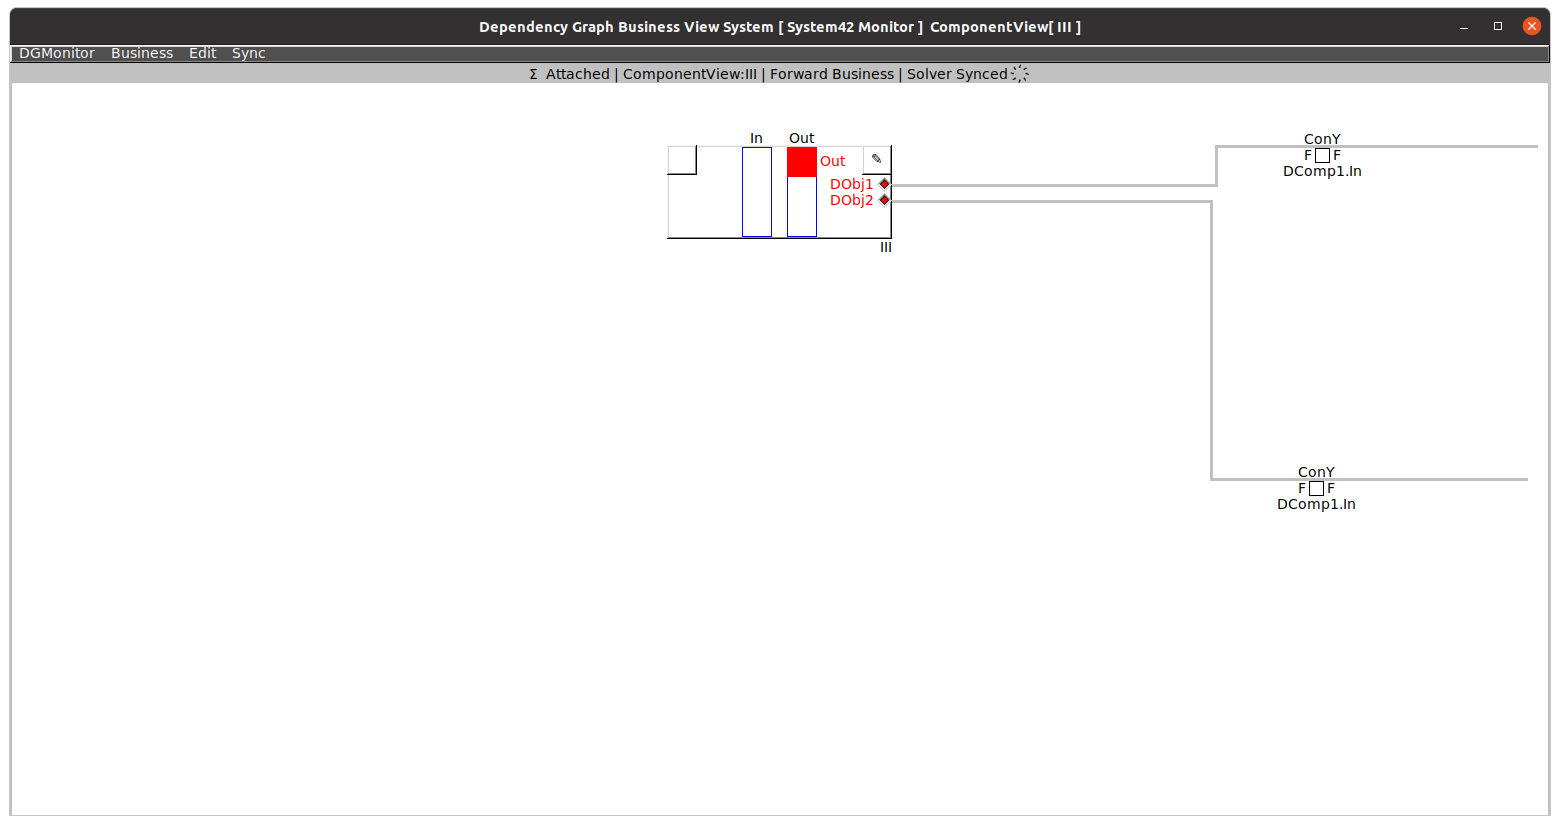 Dependency Graph Business View System [ System42 Monitor ] ComponentView[ III ]
DGMonitor Business Edit Sync
Σ Attached | ComponentView:III | Forward Business | Solver Synced
In Out
Out ✎
DObj1
DObj2
III
ConY
F F
DComp1.In
ConY
F F
DComp1.In